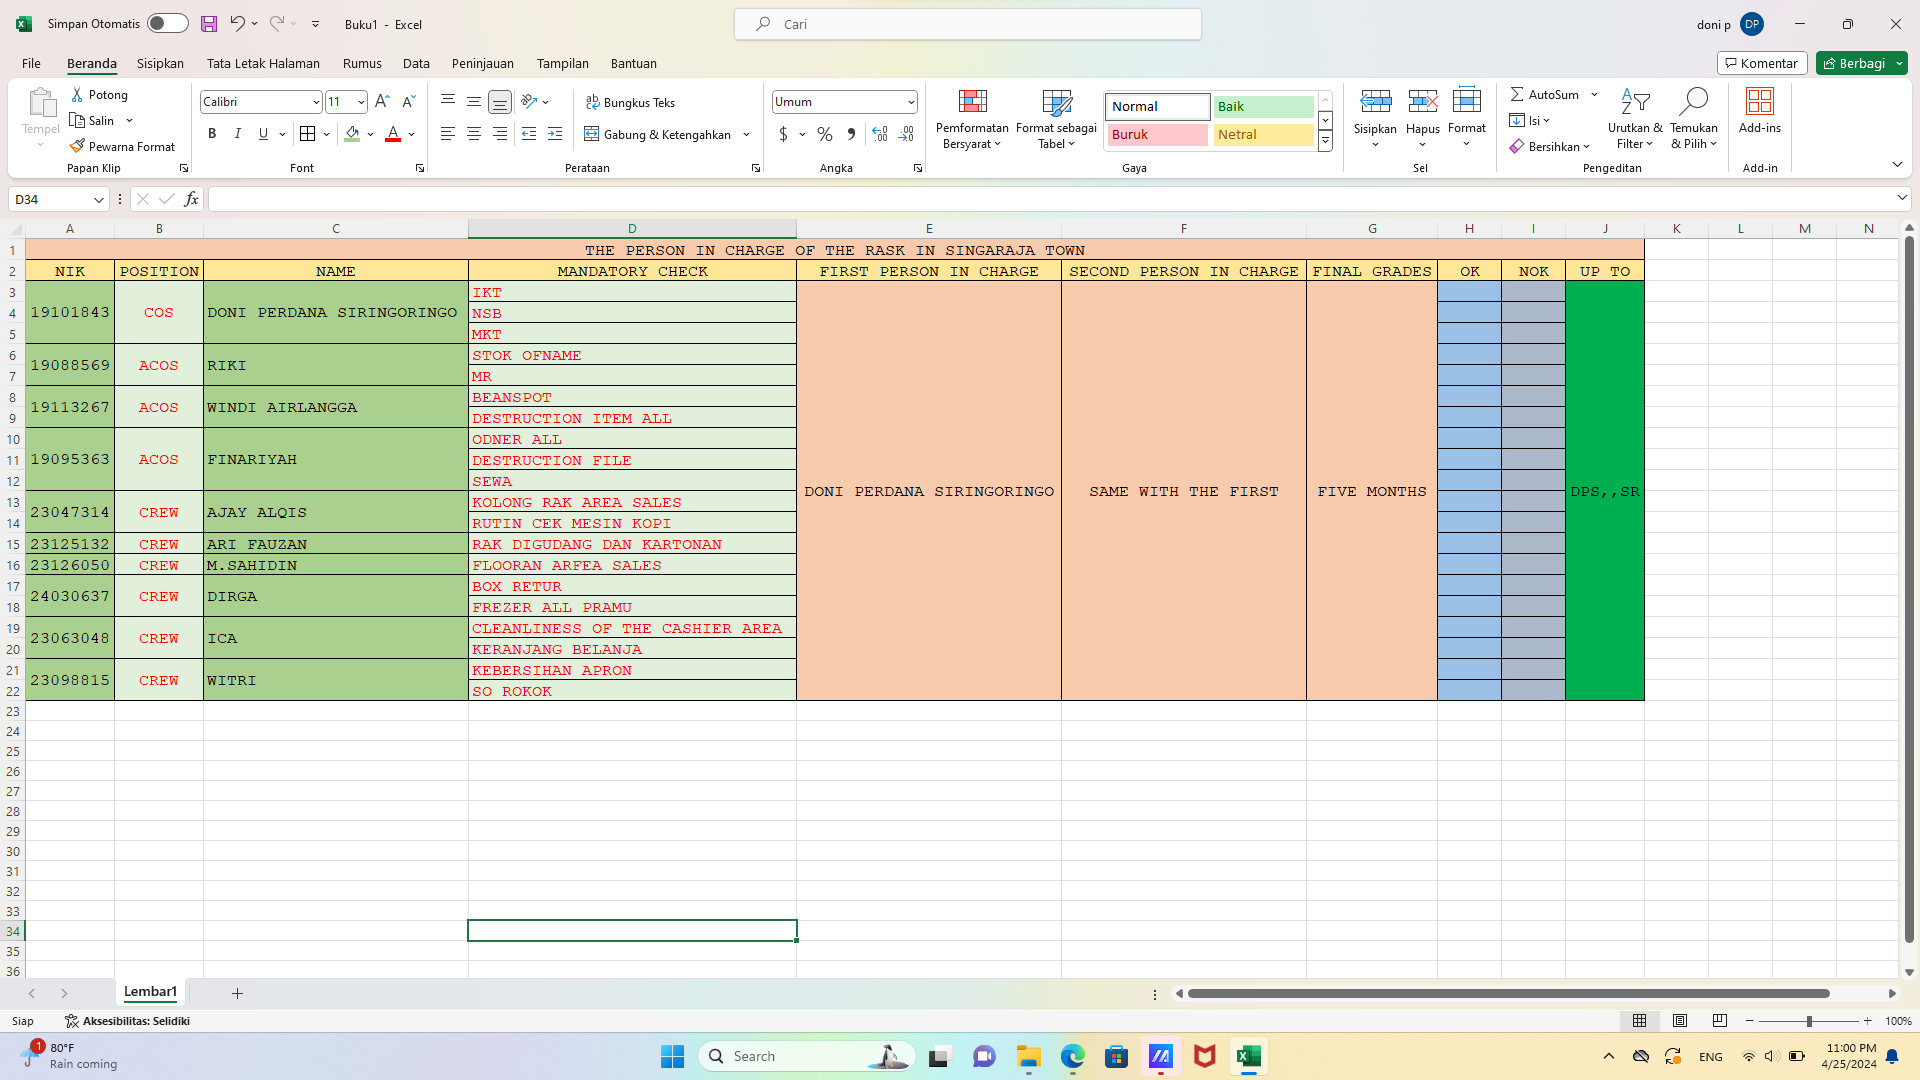 Simpan Otomatis
Buku1 - Excel
Cari
doni p DP
File Beranda Sisipkan Tata Letak Halaman Rumus Data Peninjauan Tampilan Bantuan
Komentar Berbagi
Tempel
Potong
Salin
Pewarna Format
Papan Klip
Calibri 11
B I U
Font
Bungkus Teks
Gabung & Ketengahkan
Perataan
Umum
$ % 9
Angka
Pemformatan Bersyarat
Format sebagai Tabel
Normal Baik
Buruk Netral
Gaya
Sisipkan Hapus Format
Sel
AutoSum
Isi
Bersihkan
Urutkan & Filter
Temukan & Pilih
Pengeditan
Add-ins
Add-in
D34
fx
A B C D E F G H I J K L M N
1 THE PERSON IN CHARGE OF THE RASK IN SINGARAJA TOWN
2 NIK POSITION NAME MANDATORY CHECK FIRST PERSON IN CHARGE SECOND PERSON IN CHARGE FINAL GRADES OK NOK UP TO
3 IKT
4 19101843 COS DONI PERDANA SIRINGORINGO NSB
5 MKT
6 19088569 ACOS RIKI STOK OFNAME
7 MR
8 19113267 ACOS WINDI AIRLANGGA BEANSPOT
9 DESTRUCTION ITEM ALL
10 ODNER ALL
11 19095363 ACOS FINARIYAH DESTRUCTION FILE
12 SEWA
DONI PERDANA SIRINGORINGO SAME WITH THE FIRST FIVE MONTHS DPS,,SR
13 23047314 CREW AJAY ALQIS KOLONG RAK AREA SALES
14 RUTIN CEK MESIN KOPI
15 23125132 CREW ARI FAUZAN RAK DIGUDANG DAN KARTONAN
16 23126050 CREW M.SAHIDIN FLOORAN ARFEA SALES
17 24030637 CREW DIRGA BOX RETUR
18 FREZER ALL PRAMU
19 23063048 CREW ICA CLEANLINESS OF THE CASHIER AREA
20 KERANJANG BELANJA
21 23098815 CREW WITRI KEBERSIHAN APRON
22 SO ROKOK
23
24
25
26
27
28
29
30
31
32
33
34
35
36
Lembar1
Siap Aksesibilitas: Selidiki
100%
1
80°F
Rain coming
Search
ENG
11:00 PM
4/25/2024